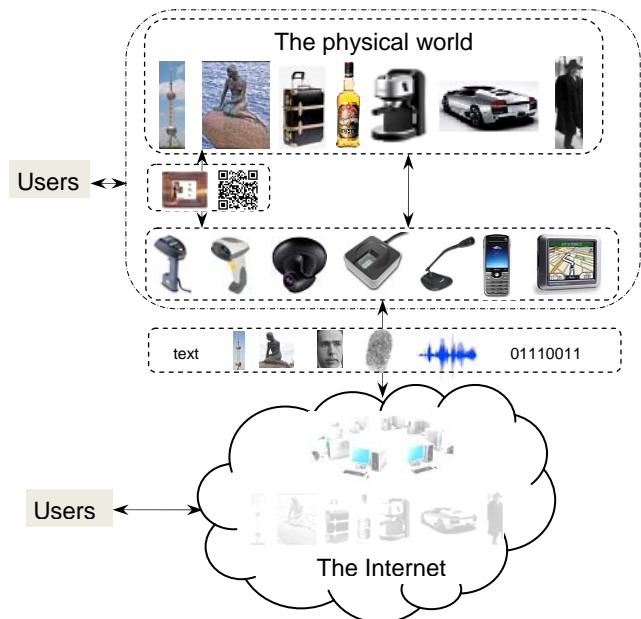 The physical world
Users
text
01110011
Users
The Internet